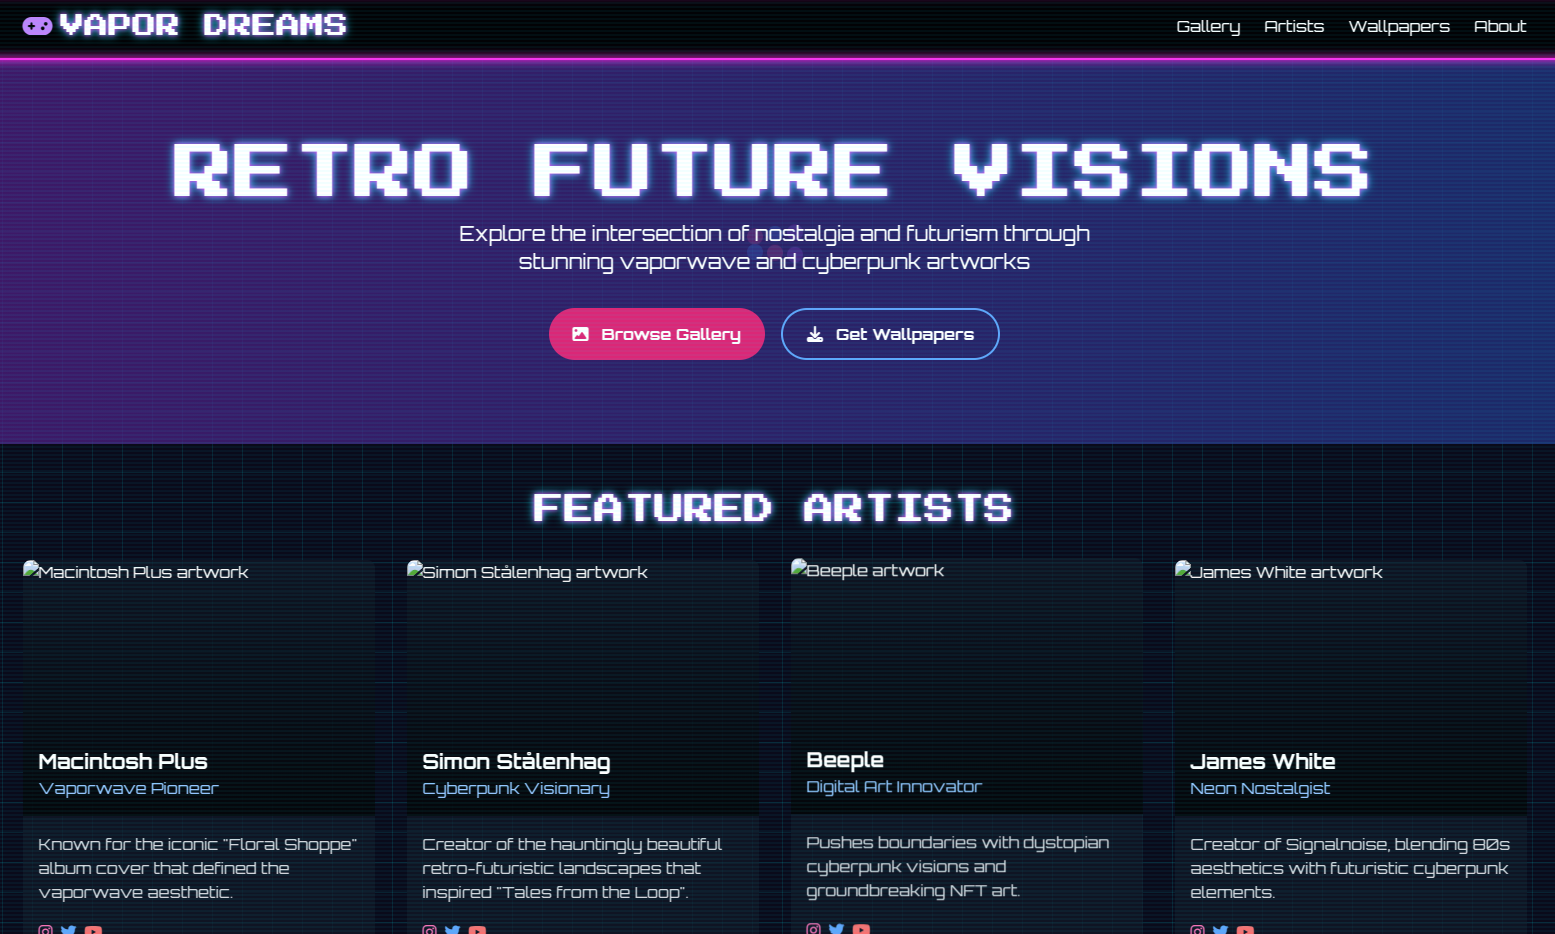 VAPOR DREAMS
Gallery Artists Wallpapers About
RETRO FUTURE VISIONS
Explore the intersection of nostalgia and futurism through
stunning vaporwave and cyberpunk artworks
Browse Gallery
Get Wallpapers
FEATURED ARTISTS
Macintosh Plus artwork
Macintosh Plus
Vaporwave Pioneer
Known for the iconic "Floral Shoppe"
album cover that defined the
vaporwave aesthetic.
Simon Stålenhag artwork
Simon Stålenhag
Cyberpunk Visionary
Creator of the hauntingly beautiful
retro-futuristic landscapes that
inspired "Tales from the Loop".
Beeple artwork
Beeple
Digital Art Innovator
Pushes boundaries with dystopian
cyberpunk visions and
groundbreaking NFT art.
James White artwork
James White
Neon Nostalgist
Creator of Signalnoise, blending 80s
aesthetics with futuristic cyberpunk
elements.